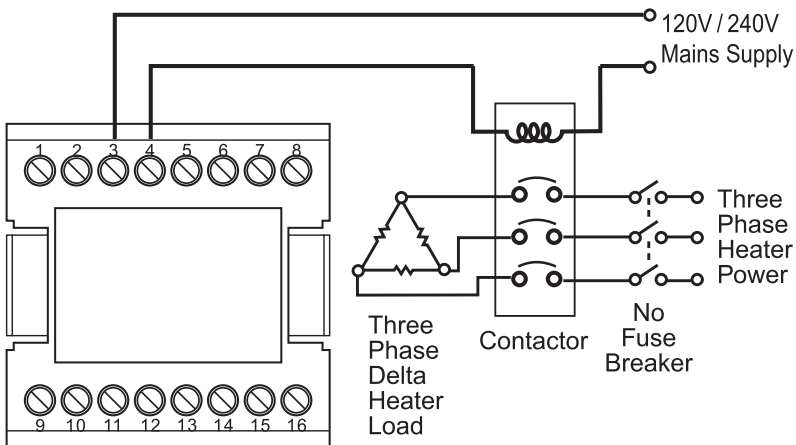 120V / 240V
Mains Supply
1 2 3 4 5 6 7 8
Three
Phase
Heater
Power
No
Fuse
Breaker
Contactor
Three
Phase
Delta
Heater
Load
9 10 11 12 13 14 15 16